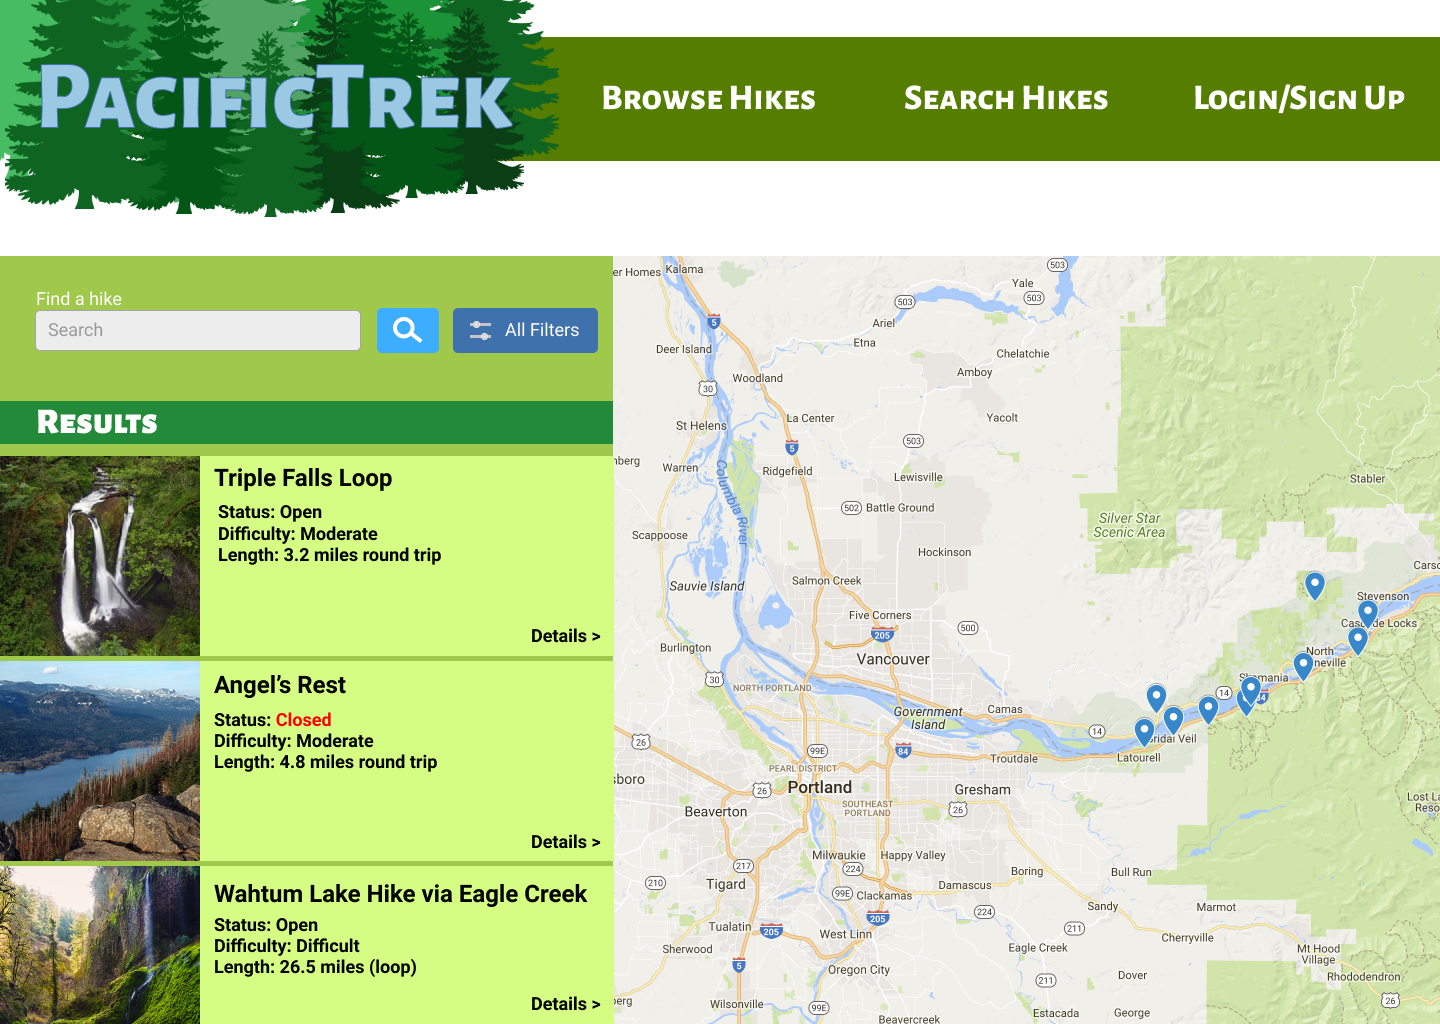 PacificTrek
Browse Hikes
Search Hikes
Login/Sign Up
Find a hike
Search
All Filters
Results
Triple Falls Loop
Status: Open
Difficulty: Moderate
Length: 3.2 miles round trip
Details >
Angel's Rest
Status: Closed
Difficulty: Moderate
Length: 4.8 miles round trip
Details >
Wahtum Lake Hike via Eagle Creek
Status: Open
Difficulty: Difficult
Length: 26.5 miles (loop)
Details >
er Homes
Kalama
503
Yale
503
503
Ariel
5
Etna
Deer Island
Chelatchie
Amboy
Woodland
30
La Center
Yacolt
St Helens
503
5
nberg
Warren
Ridgefield
Lewisville
Stabler
Columbia River
502
Battle Ground
Silver Star
Scenic Area
Scappoose
Hockinson
Carso
Sauvie Island
Salmon Creek
Stevenson
Five Corners
Locks
205
500
Burlington
Vancouver
North
neville
30
NORTH PORTLAND
14
Government
Island
Camas
14
ridal Veil
26
99E
84
Troutdale
Latourell
PEARL DISTRICT
sboro
26
Portland
Gresham
26
Lost La
Reso
Beaverton
SOUTHEAST
PORTLAND
217
Milwaukie
Happy Valley
224
Boring
Bull Run
210
Tigard
99E
Clackamas
Damascus
224
Sandy
Marmot
205
Tualatin
205
West Linn
211
Cherryville
Sherwood
Eagle Creek
Mt Hood
Village
5
Oregon City
211
Dover
Rhododendron
berg
Wilsonville
99E
Beavercreek
Estacada
George
26